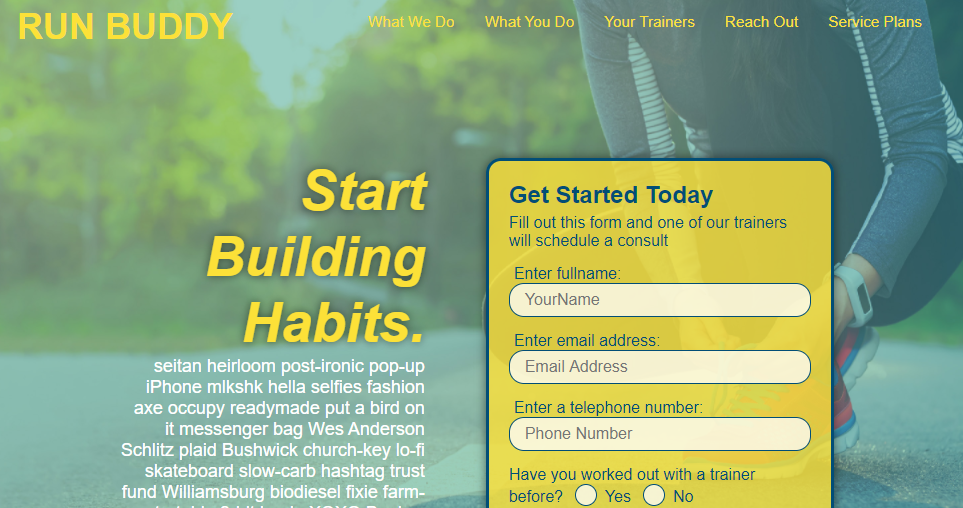 RUN BUDDY
What We Do
What You Do
Your Trainers
Reach Out
Service Plans
Start
Building
Habits.
seitan heirloom post-ironic pop-up
iPhone mlkshk hella selfies fashion
axe occupy readymade put a bird on
it messenger bag Wes Anderson
Schlitz plaid Bushwick church-key lo-fi
skateboard slow-carb hashtag trust
fund Williamsburg biodiesel fixie farm-
Get Started Today
Fill out this form and one of our trainers
will schedule a consult
Enter fullname:
YourName
Enter email address:
Email Address
Enter a telephone number:
Phone Number
Have you worked out with a trainer
before? Yes No